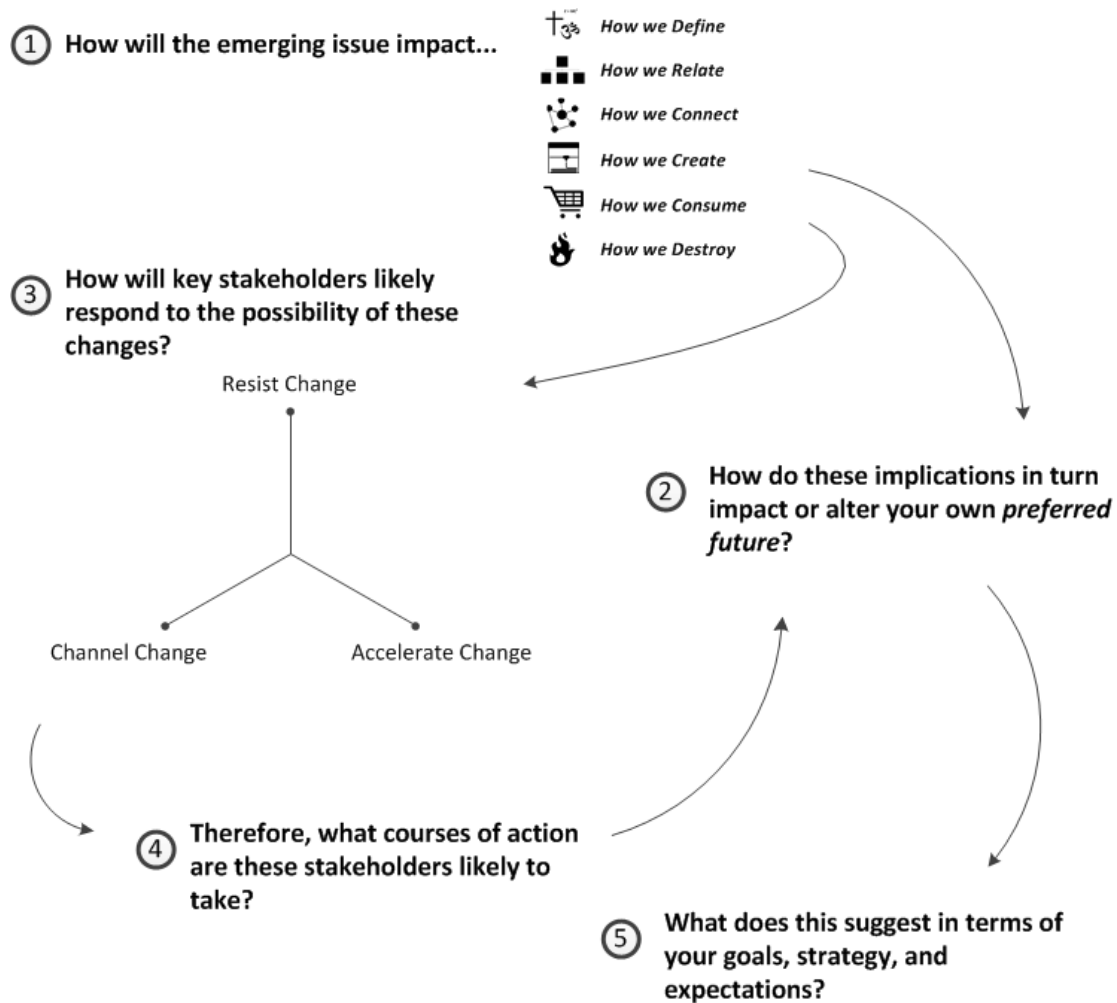 1 How will the emerging issue impact...
How we Define
How we Relate
How we Connect
How we Create
How we Consume
How we Destroy
3 How will key stakeholders likely
respond to the possibility of these
changes?
Resist Change
Channel Change
Accelerate Change
2 How do these implications in turn
impact or alter your own preferred
future?
4 Therefore, what courses of action
are these stakeholders likely to
take?
5 What does this suggest in terms of
your goals, strategy, and
expectations?